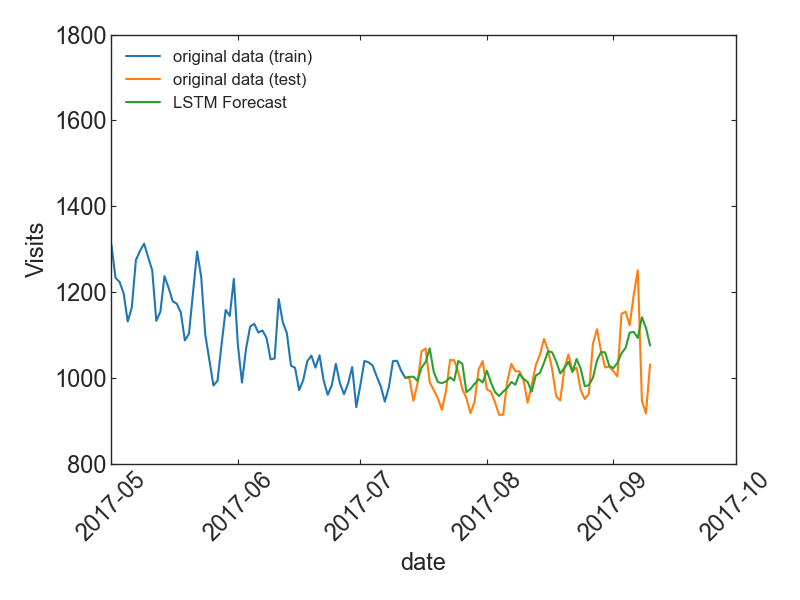 1800
1600
1400
1200
1000
800
Visits
original data (train)
original data (test)
LSTM Forecast
2017-05
2017-06
2017-07
2017-08
2017-09
2017-10
date